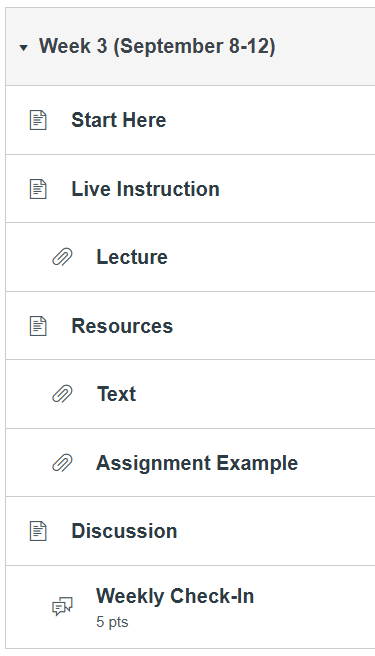 Week 3 (September 8-12)
Start Here
Live Instruction
Lecture
Resources
Text
Assignment Example
Discussion
Weekly Check-In
5 pts